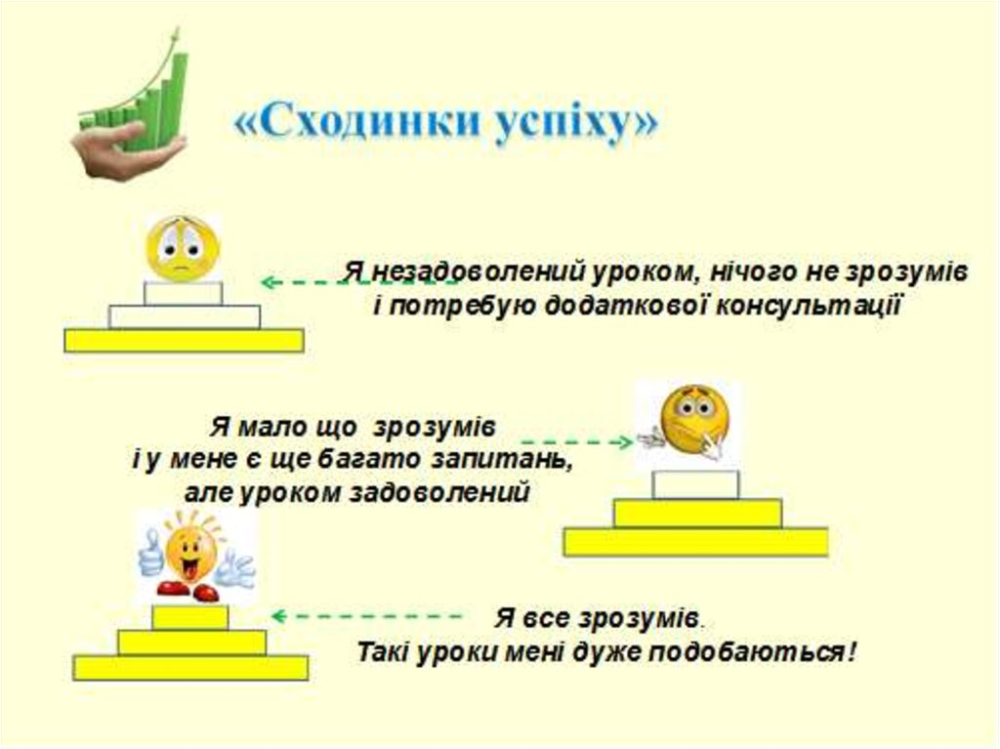 «Сходинки успіху»
Я незадоволений уроком, нічого не зрозумів
і потребую додаткової консультації
Я мало що зрозумів
і у мене є ще багато запитань,
але уроком задоволений
Я все зрозумів.
Такі уроки мені дуже подобаються!